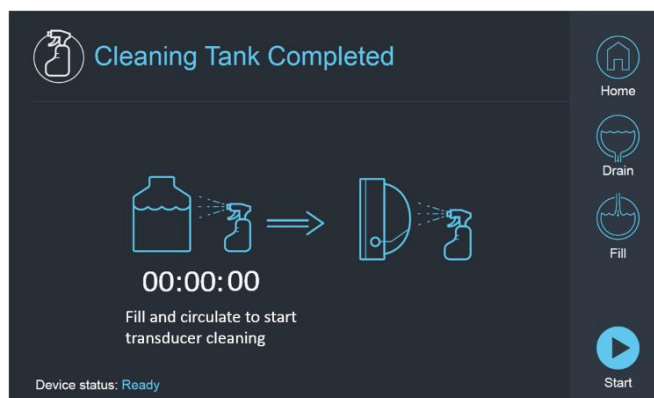 Cleaning Tank Completed
Home
Drain
Fill
00:00:00
Fill and circulate to start
transducer cleaning
Device status: Ready
Start